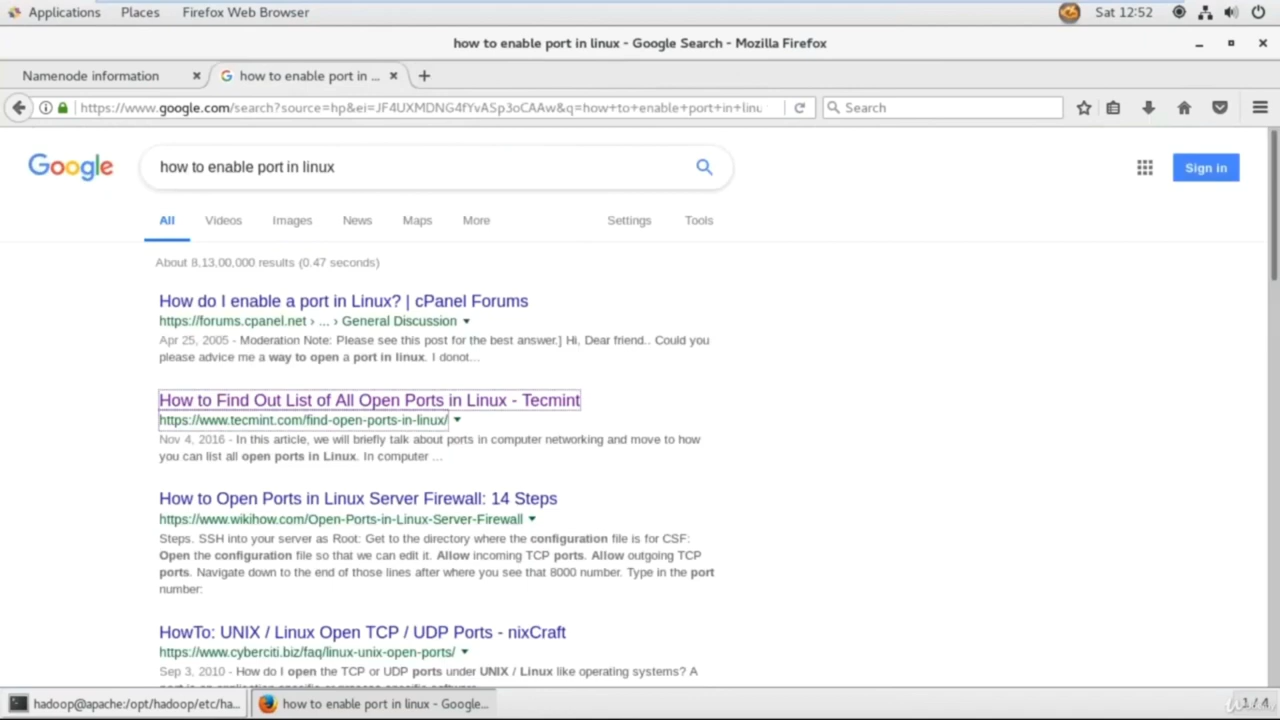 Applications Places Firefox Web Browser Sat 12:52
how to enable port in linux - Google Search - Mozilla Firefox
Namenode information how to enable port in ...
https://www.google.com/search?source=hp&ei=JF4UXMDNG4fYvASp3oCAAw&q=how+to+enable+port+in+linu Search
Google how to enable port in linux Sign in
All Videos Images News Maps More Settings Tools
About 8,13,00,000 results (0.47 seconds)
How do I enable a port in Linux? | cPanel Forums
https://forums.cpanel.net › ... › General Discussion
Apr 25, 2005 - Moderation Note: Please see this post for the best answer.] Hi, Dear friend.. Could you
please advice me a way to open a port in linux. I donot...
How to Find Out List of All Open Ports in Linux - Tecmint
https://www.tecmint.com/find-open-ports-in-linux/
Nov 4, 2016 - In this article, we will briefly talk about ports in computer networking and move to how
you can list all open ports in Linux. In computer ...
How to Open Ports in Linux Server Firewall: 14 Steps
https://www.wikihow.com/Open-Ports-in-Linux-Server-Firewall
Steps. SSH into your server as Root: Get to the directory where the configuration file is for CSF:
Open the configuration file so that we can edit it. Allow incoming TCP ports. Allow outgoing TCP
ports. Navigate down to the end of those lines after where you see that 8000 number. Type in the port
number:
HowTo: UNIX / Linux Open TCP / UDP Ports - nixCraft
https://www.cyberciti.biz/faq/linux-unix-open-ports/
Sep 3, 2010 - How do I open the TCP or UDP ports under UNIX / Linux like operating systems? A
hadoop@apache:/opt/hadoop/etc/ha... how to enable port in linux - Google... 1 / 4